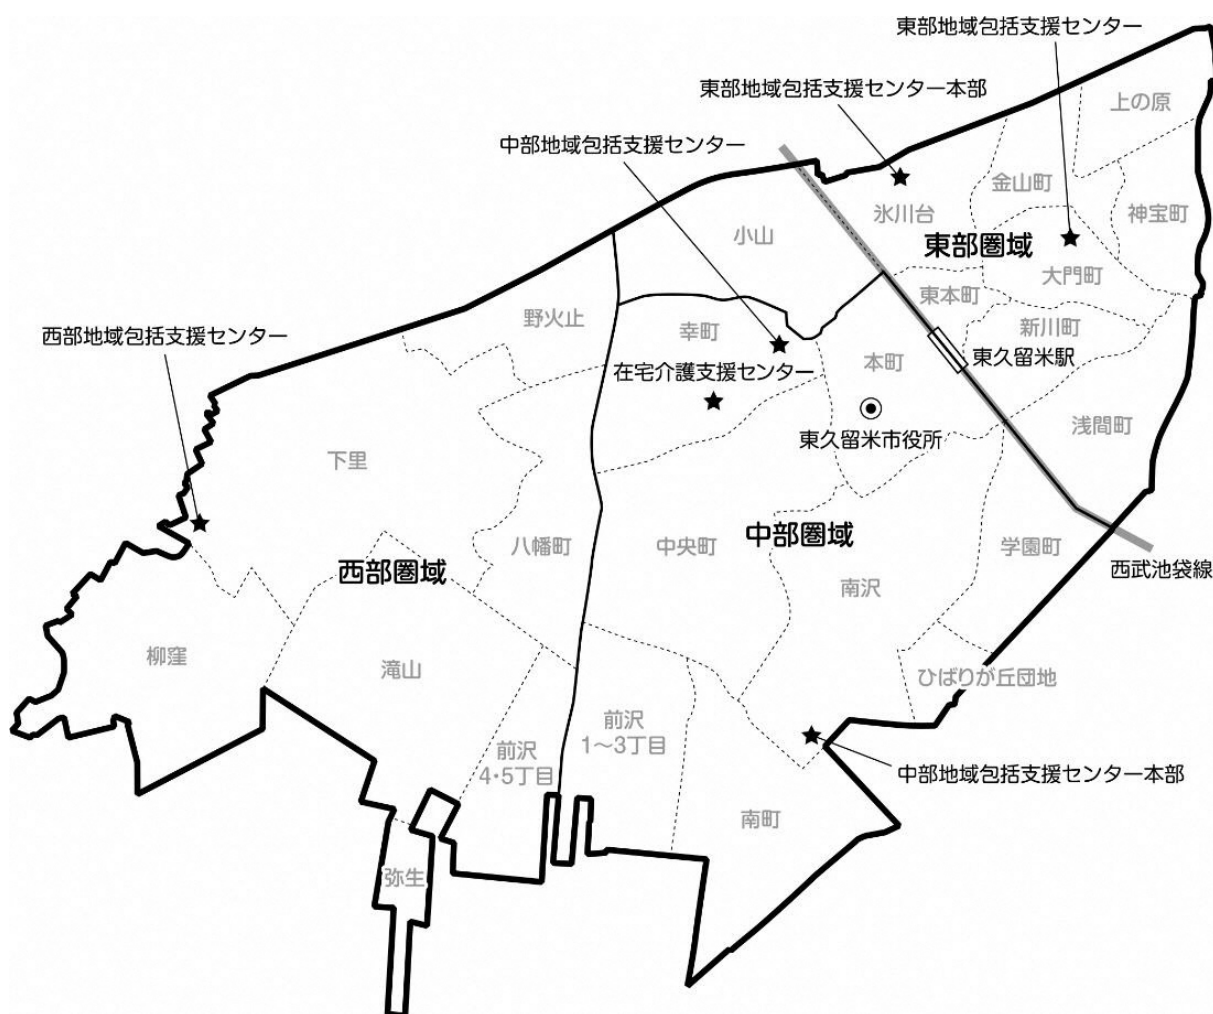 東部地域包括支援センター
東部地域包括支援センター本部
上の原
中部地域包括支援センター
金山町
氷川台
神宝町
小山
東部圏域
大門町
東本町
野火止
新川町
西部地域包括支援センター
幸町
東久留米駅
本町
在宅介護支援センター
浅間町
東久留米市役所
下里
中部圏域
八幡町
中央町
学園町
西部圏域
西武池袋線
南沢
柳窪
滝山
ひばりが丘団地
前沢
1〜3丁目
前沢
4・5丁目
中部地域包括支援センター本部
南町
弥生